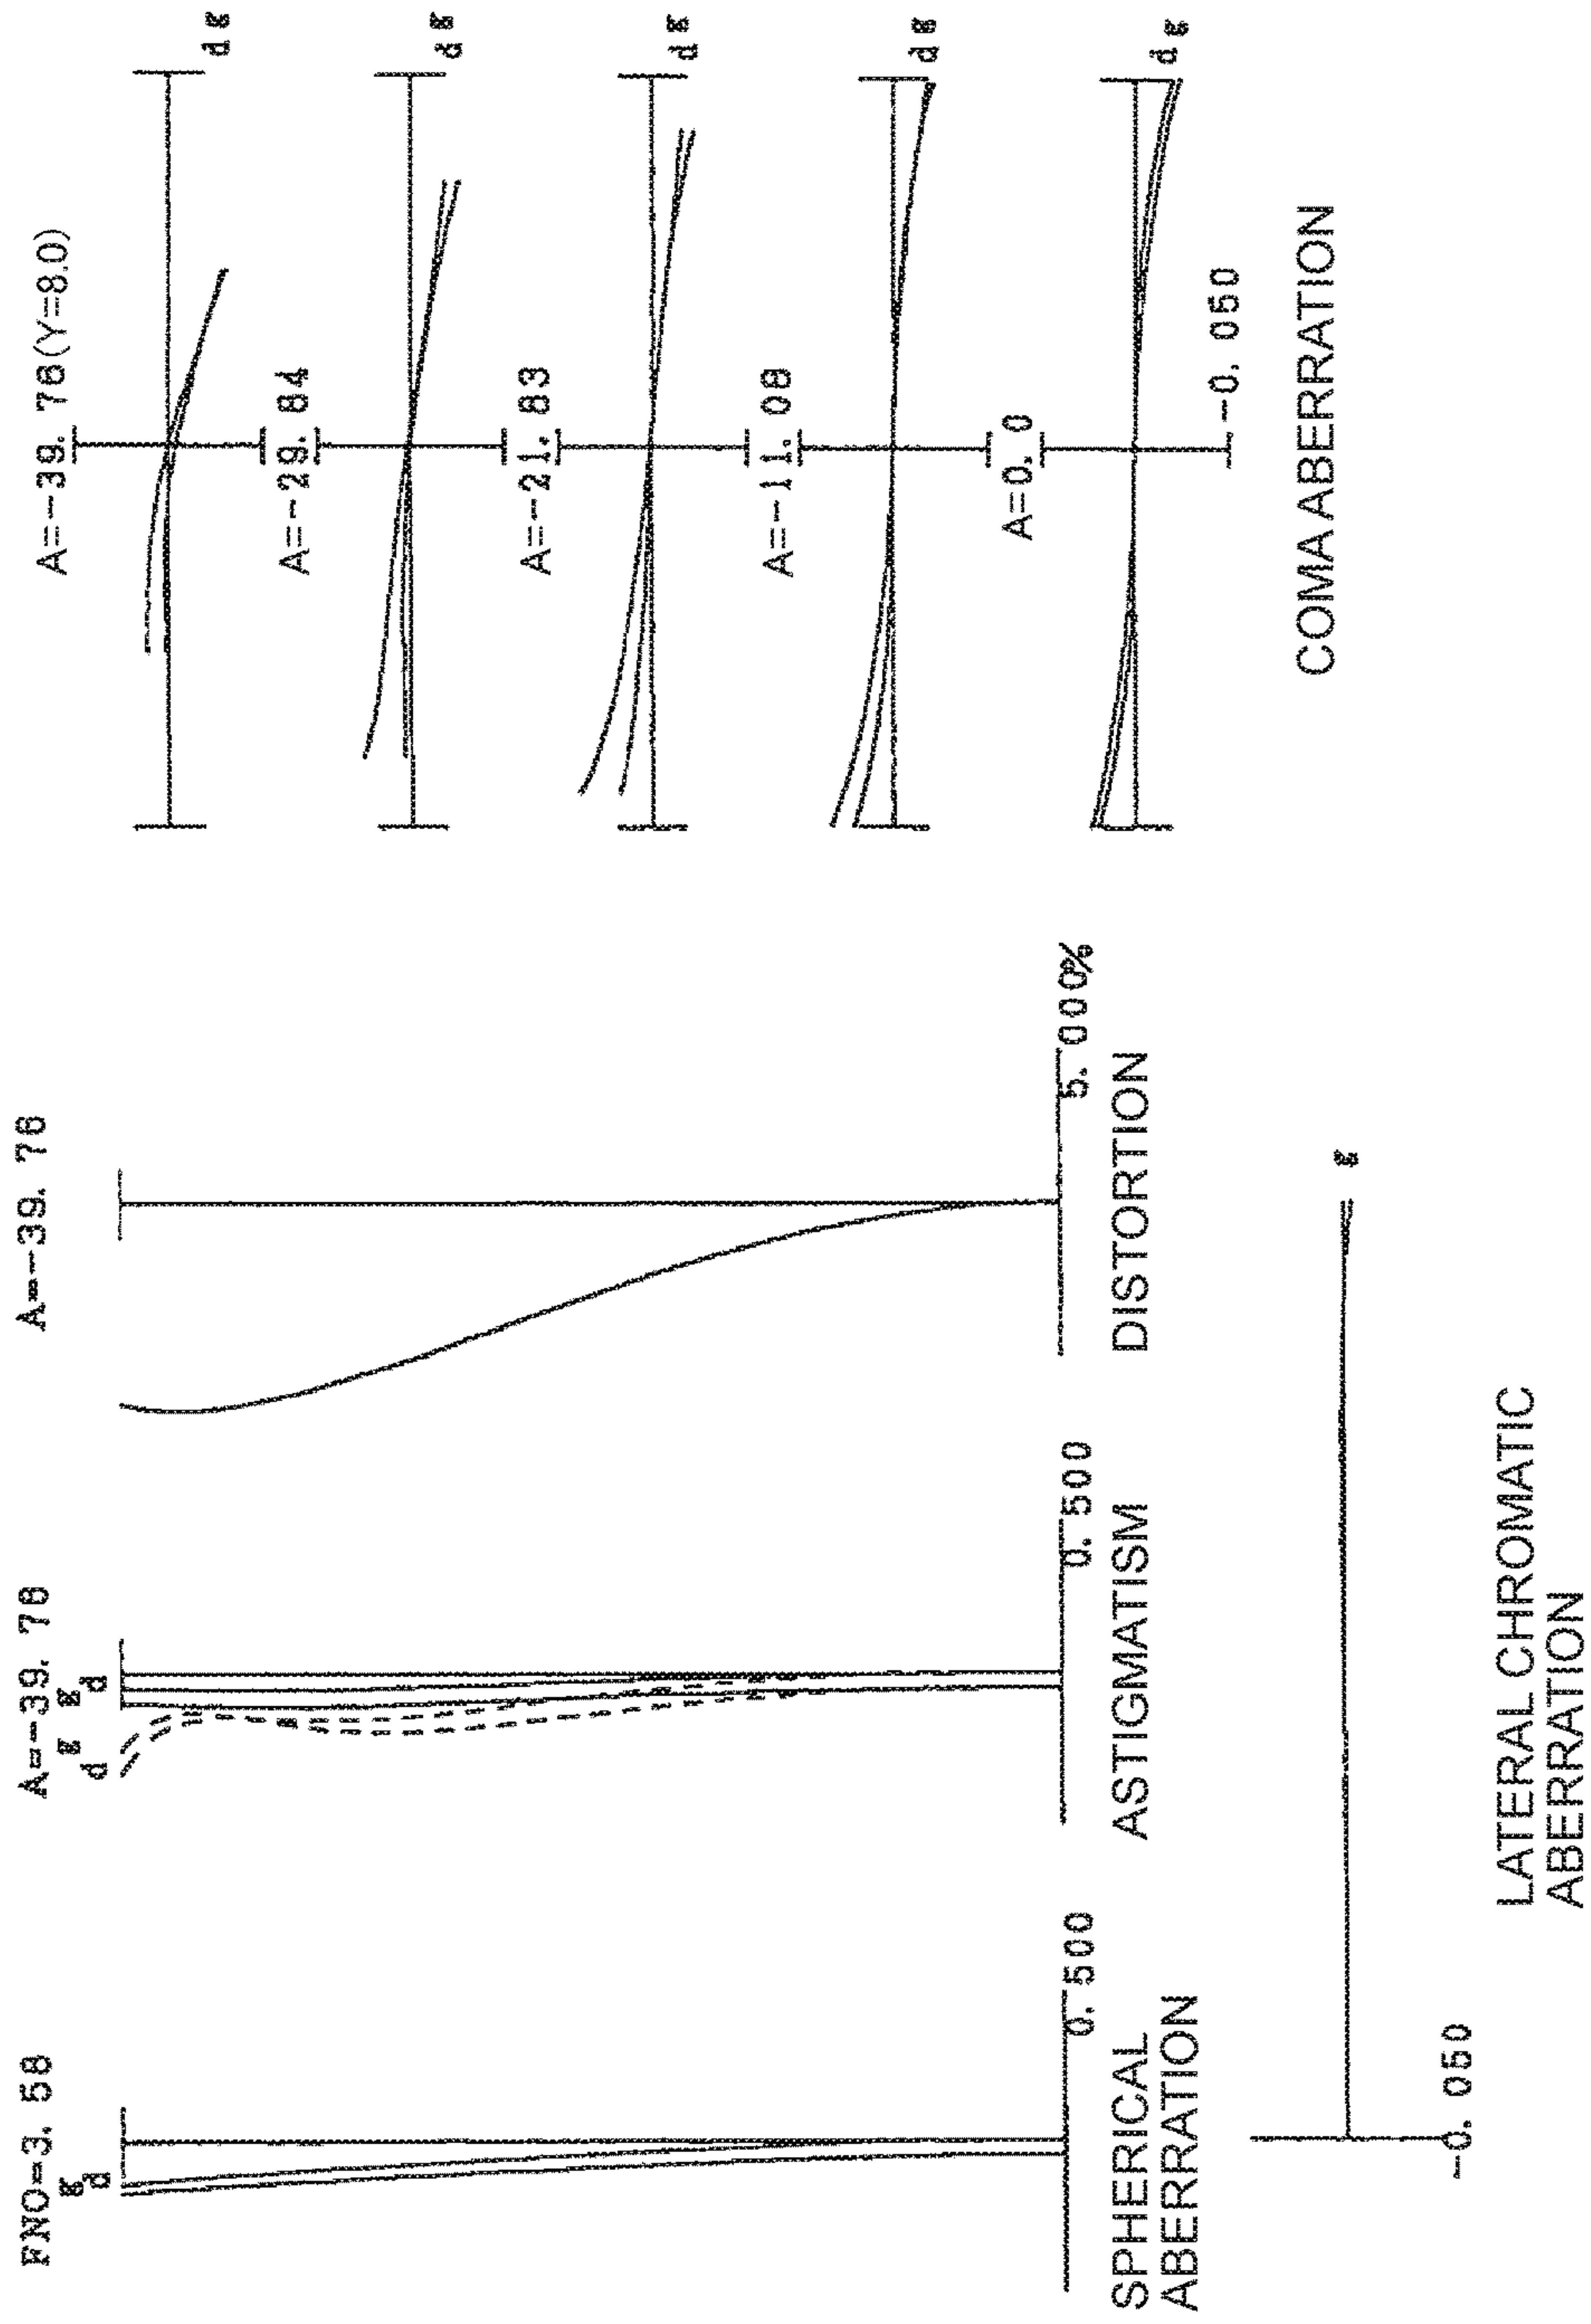 FNO=3. 58
g
d
0. 500
SPHERICAL
ABERRATION
A=-39. 76
d g g d
0. 500
ASTIGMATISM
A=-39. 76
5. 000%
DISTORTION
-0. 050
g
LATERAL CHROMATIC
ABERRATION
A=-39. 76(Y=8.0)
d g
A=-29. 84
d g
A=-21. 83
d g
A=-11. 08
d g
A=0. 0
d g
-0. 050
COMA ABERRATION